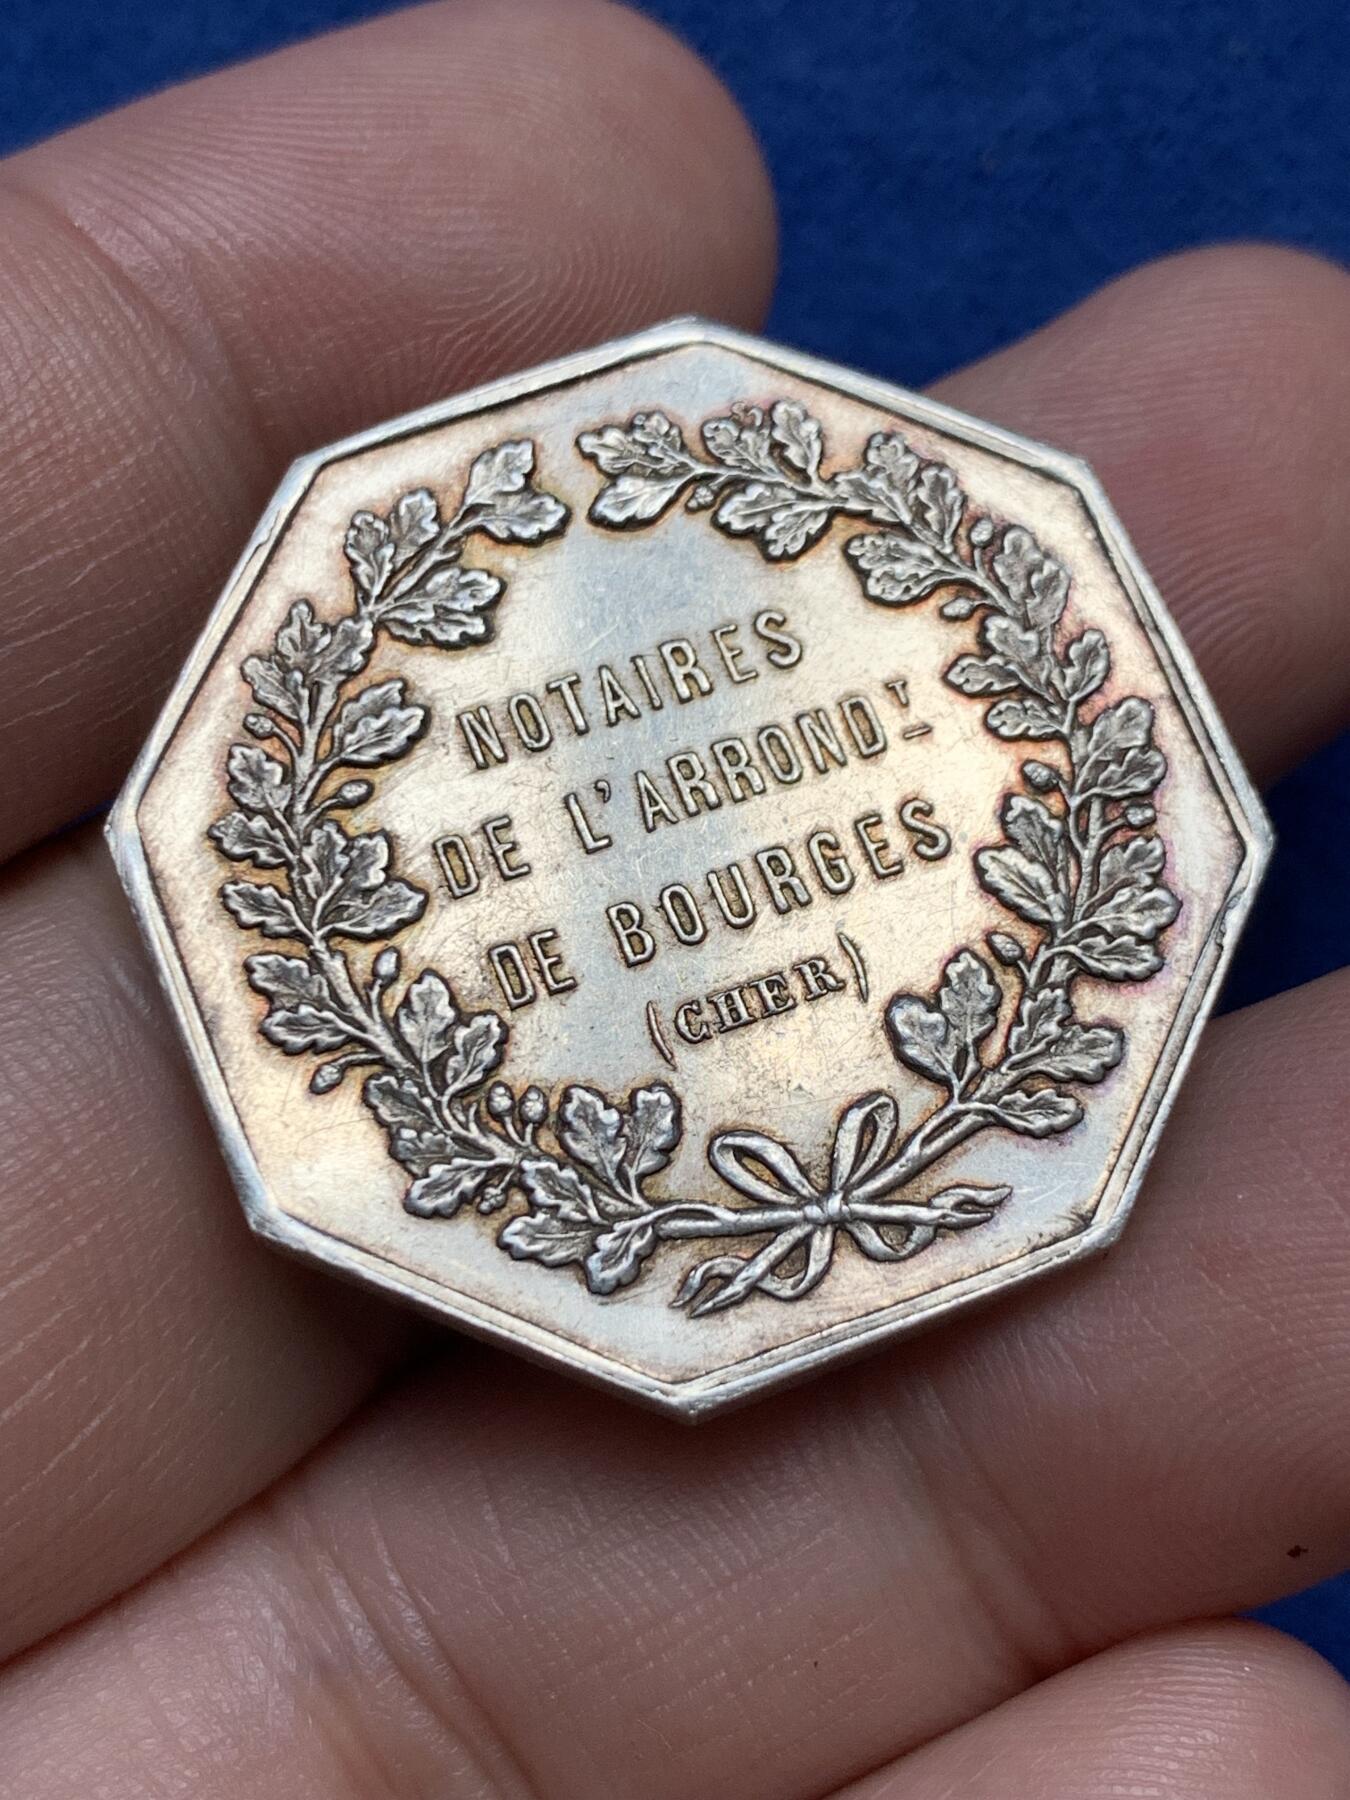 NOTAIRES
DE L'ARRONDT
DE BOURGES
(CHER)